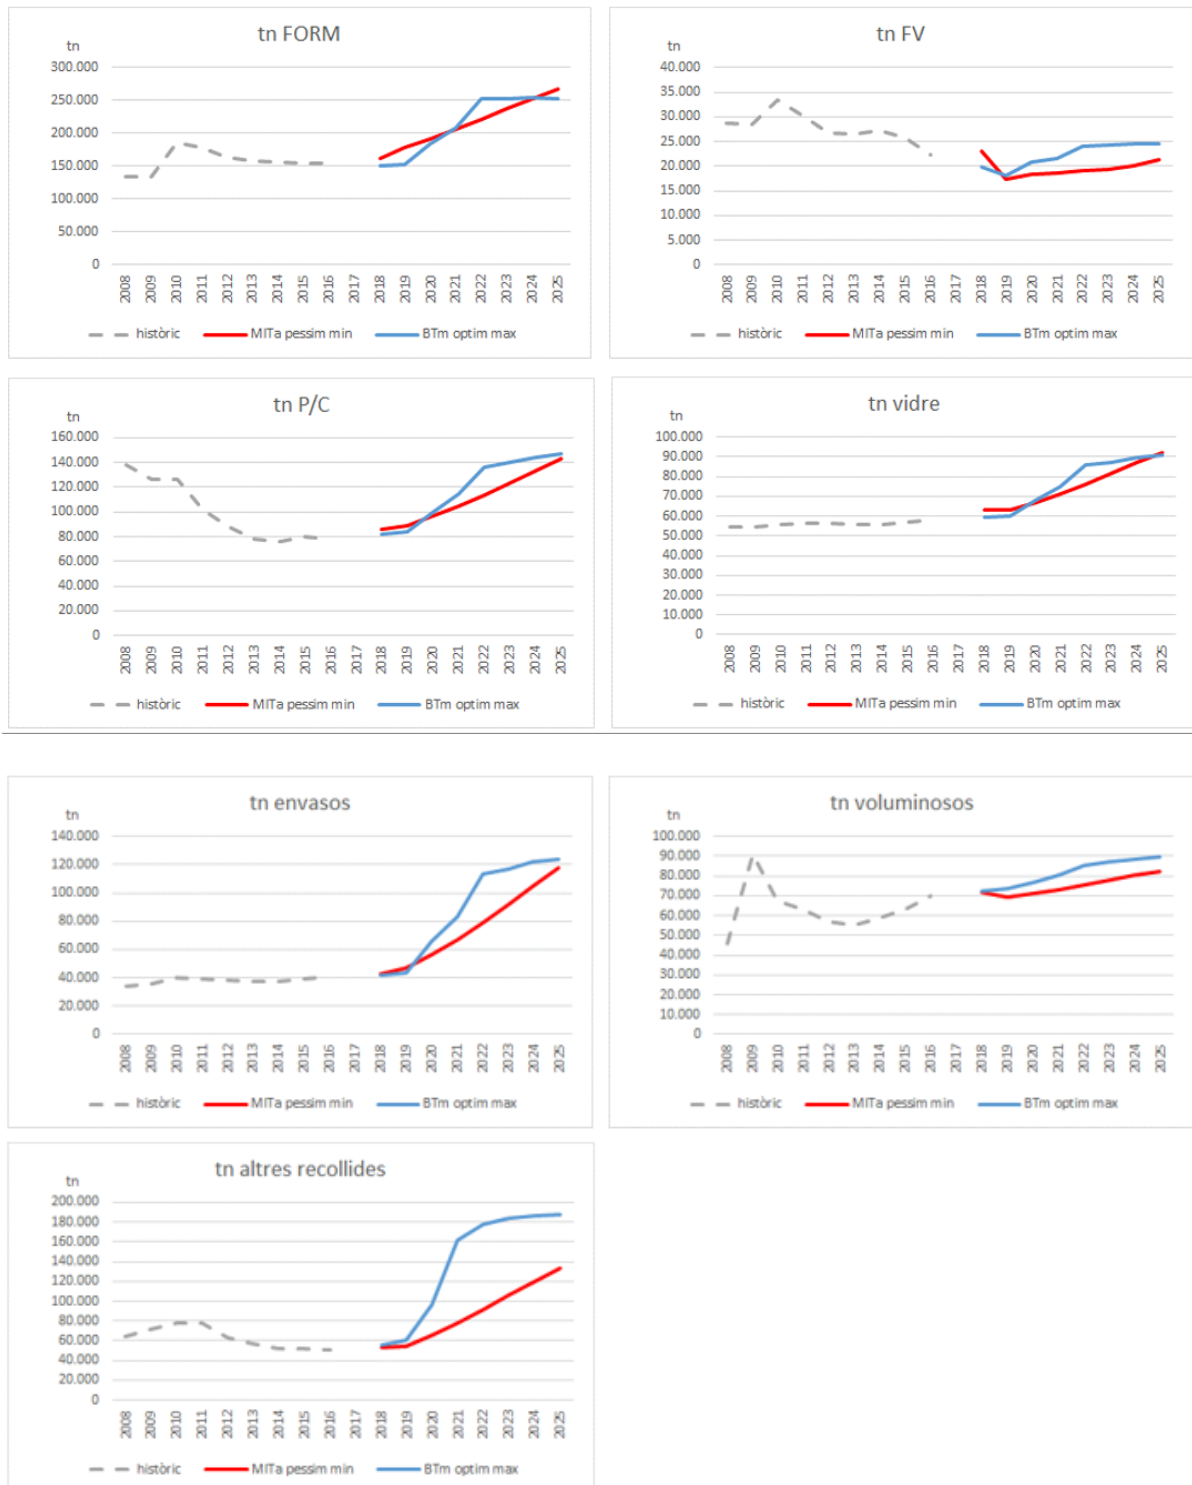 tn FORM
tn
300.000
250.000
200.000
150.000
100.000
50.000
0
2008 2009 2010 2011 2012 2013 2014 2015 2016 2017 2018 2019 2020 2021 2022 2023 2024 2025
històric MITa pessim min BTm optim max
tn FV
tn
40.000
35.000
30.000
25.000
20.000
15.000
10.000
5.000
0
2008 2009 2010 2011 2012 2013 2014 2015 2016 2017 2018 2019 2020 2021 2022 2023 2024 2025
històric MITa pessim min BTm optim max
tn P/C
tn
160.000
140.000
120.000
100.000
80.000
60.000
40.000
20.000
0
2008 2009 2010 2011 2012 2013 2014 2015 2016 2017 2018 2019 2020 2021 2022 2023 2024 2025
històric MITa pessim min BTm optim max
tn vidre
tn
100.000
90.000
80.000
70.000
60.000
50.000
40.000
30.000
20.000
10.000
0
2008 2009 2010 2011 2012 2013 2014 2015 2016 2017 2018 2019 2020 2021 2022 2023 2024 2025
històric MITa pessim min BTm optim max
tn envasos
tn
140.000
120.000
100.000
80.000
60.000
40.000
20.000
0
2008 2009 2010 2011 2012 2013 2014 2015 2016 2017 2018 2019 2020 2021 2022 2023 2024 2025
històric MITa pessim min BTm optim max
tn voluminosos
tn
100.000
90.000
80.000
70.000
60.000
50.000
40.000
30.000
20.000
10.000
0
2008 2009 2010 2011 2012 2013 2014 2015 2016 2017 2018 2019 2020 2021 2022 2023 2024 2025
històric MITa pessim min BTm optim max
tn altres recollides
tn
200.000
180.000
160.000
140.000
120.000
100.000
80.000
60.000
40.000
20.000
0
2008 2009 2010 2011 2012 2013 2014 2015 2016 2017 2018 2019 2020 2021 2022 2023 2024 2025
històric MITa pessim min BTm optim max